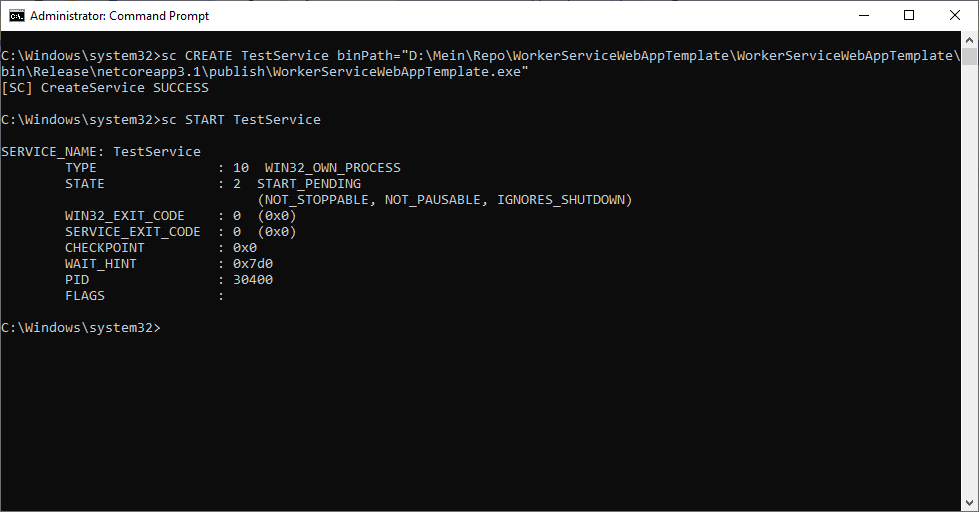 Administrator: Command Prompt
C:\Windows\system32>sc CREATE TestService binPath="D:\Mein\Repo\WorkerServiceWebAppTemplate\WorkerServiceWebAppTemplate\
bin\Release\netcoreapp3.1\publish\WorkerServiceWebAppTemplate.exe"
[SC] CreateService SUCCESS
C:\Windows\system32>sc START TestService
SERVICE_NAME: TestService
        TYPE               : 10  WIN32_OWN_PROCESS
        STATE              : 2  START_PENDING
                                (NOT_STOPPABLE, NOT_PAUSABLE, IGNORES_SHUTDOWN)
        WIN32_EXIT_CODE    : 0  (0x0)
        SERVICE_EXIT_CODE  : 0  (0x0)
        CHECKPOINT         : 0x0
        WAIT_HINT          : 0x7d0
        PID                : 30400
        FLAGS              :
C:\Windows\system32>